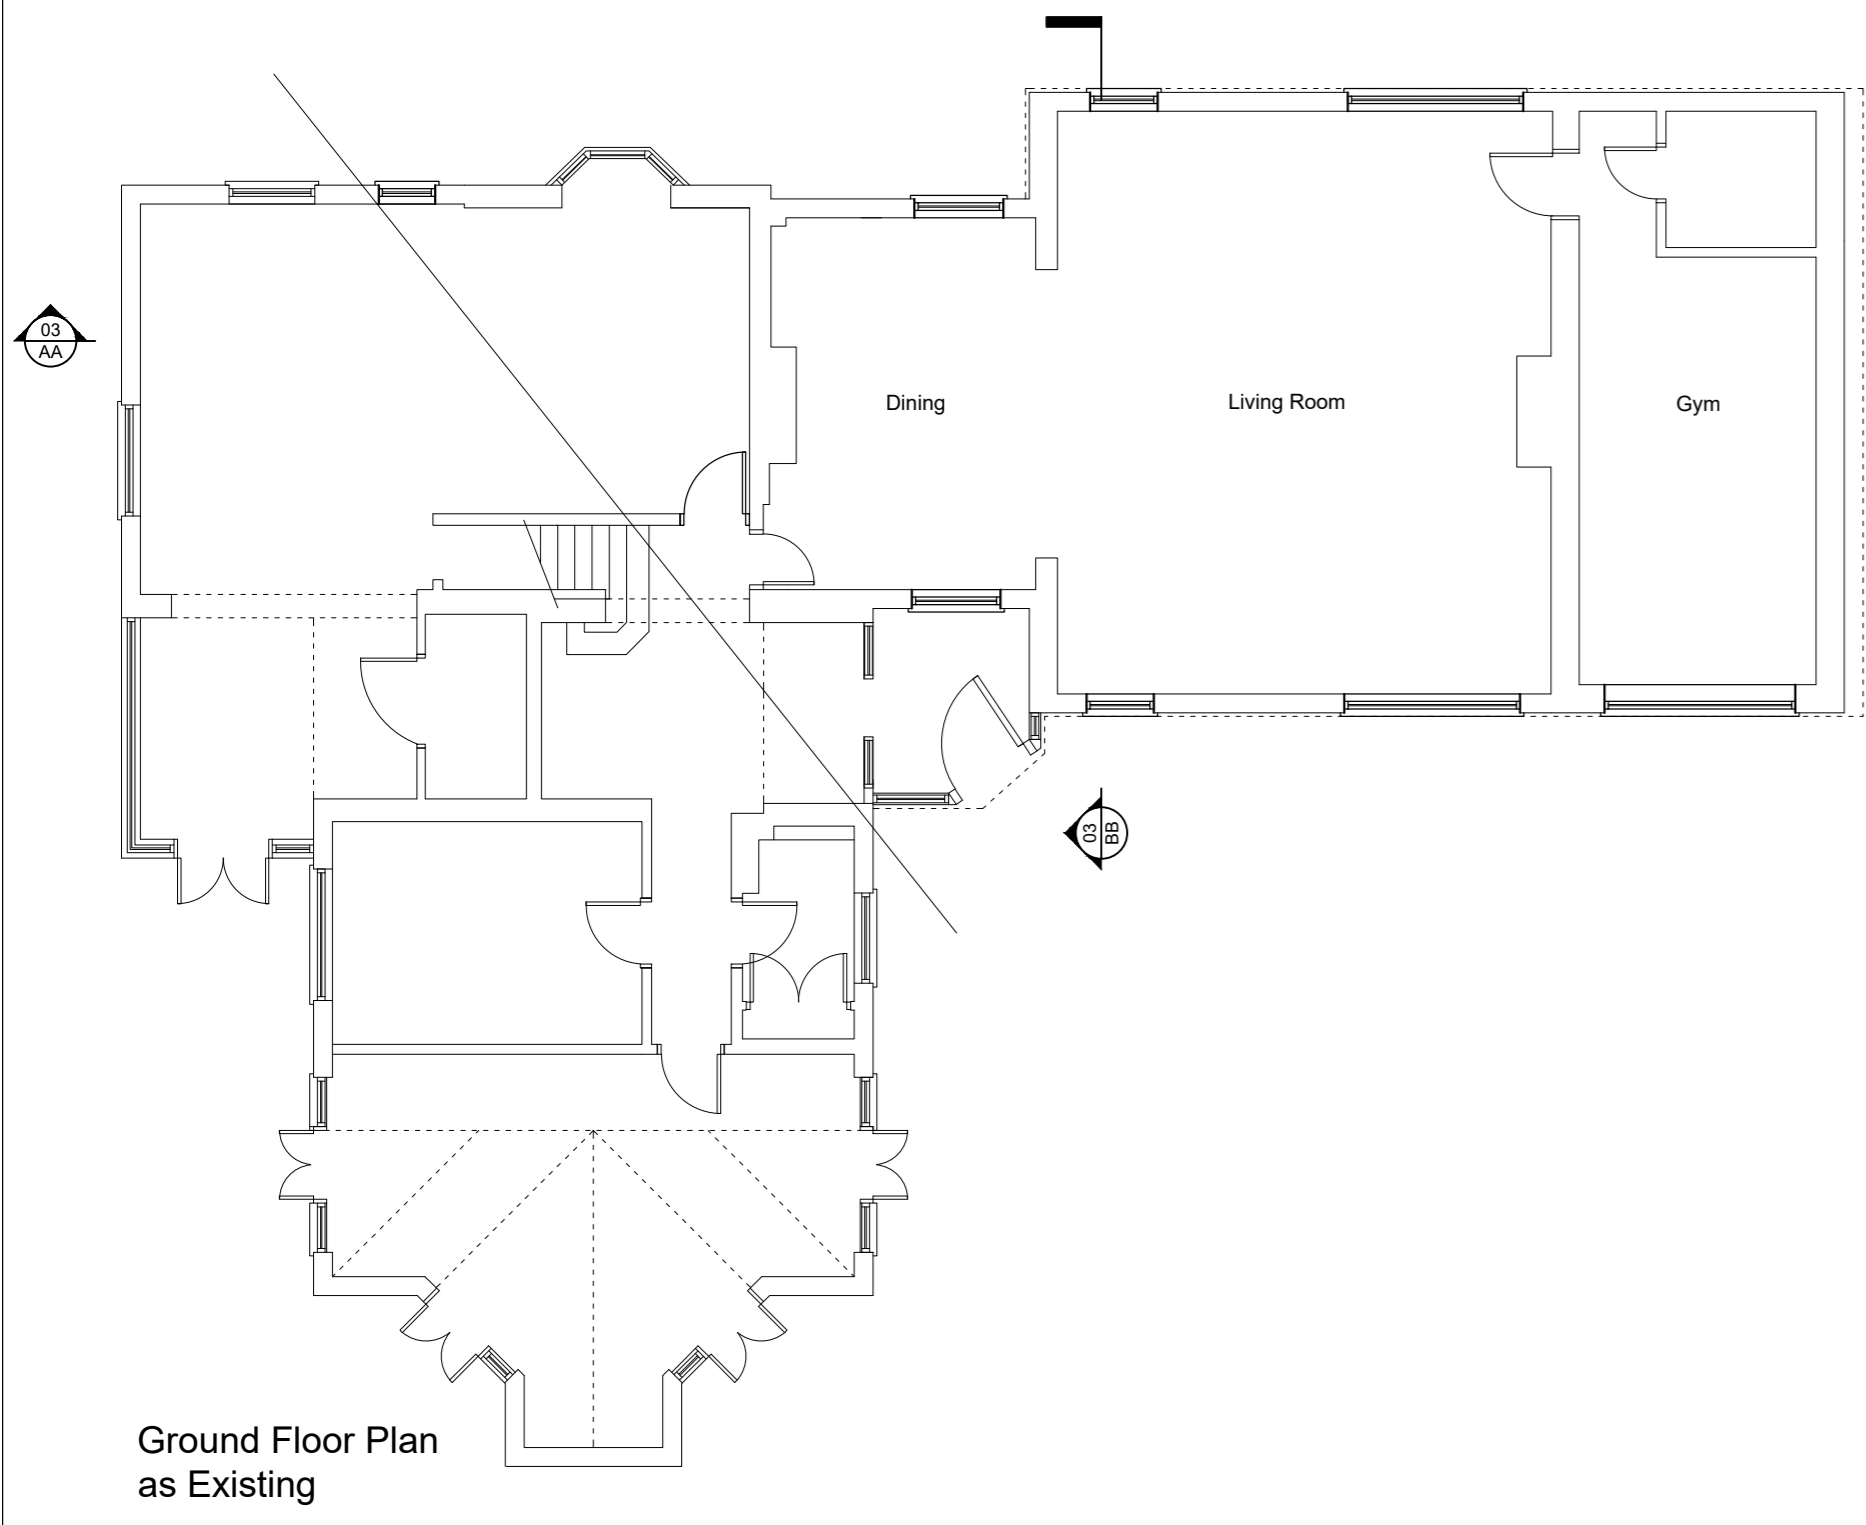 03
AA
Dining
Living Room
Gym
03
BB
Ground Floor Plan
as Existing